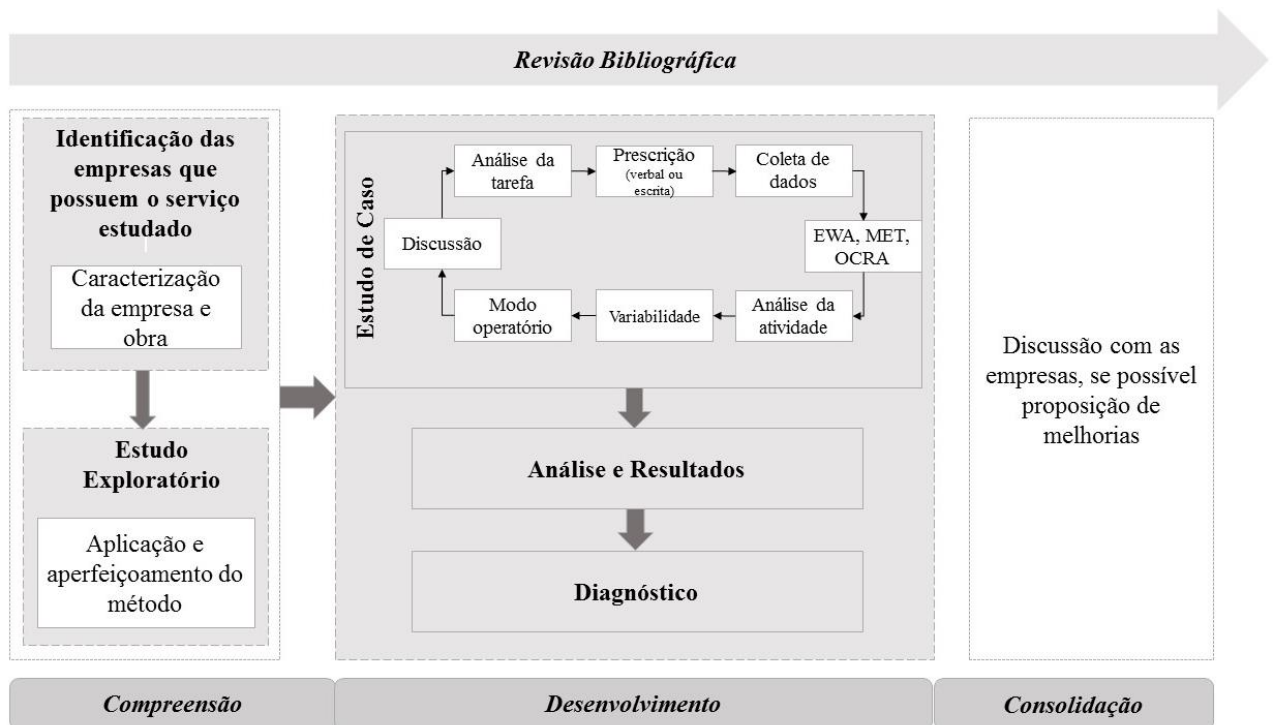 Revisão Bibliográfica
Identificação das
empresas que
possuem o serviço
estudado
Caracterização
da empresa e
obra
Estudo
Exploratório
Aplicação e
aperfeiçoamento do
método
Estudo de Caso
Análise da
tarefa
Prescrição
(verbal ou
escrita)
Coleta de
dados
EWA, MET,
OCRA
Análise da
atividade
Variabilidade
Modo
operatório
Discussão
Análise e Resultados
Diagnóstico
Discussão com as
empresas, se possível
proposição de
melhorias
Compreensão
Desenvolvimento
Consolidação